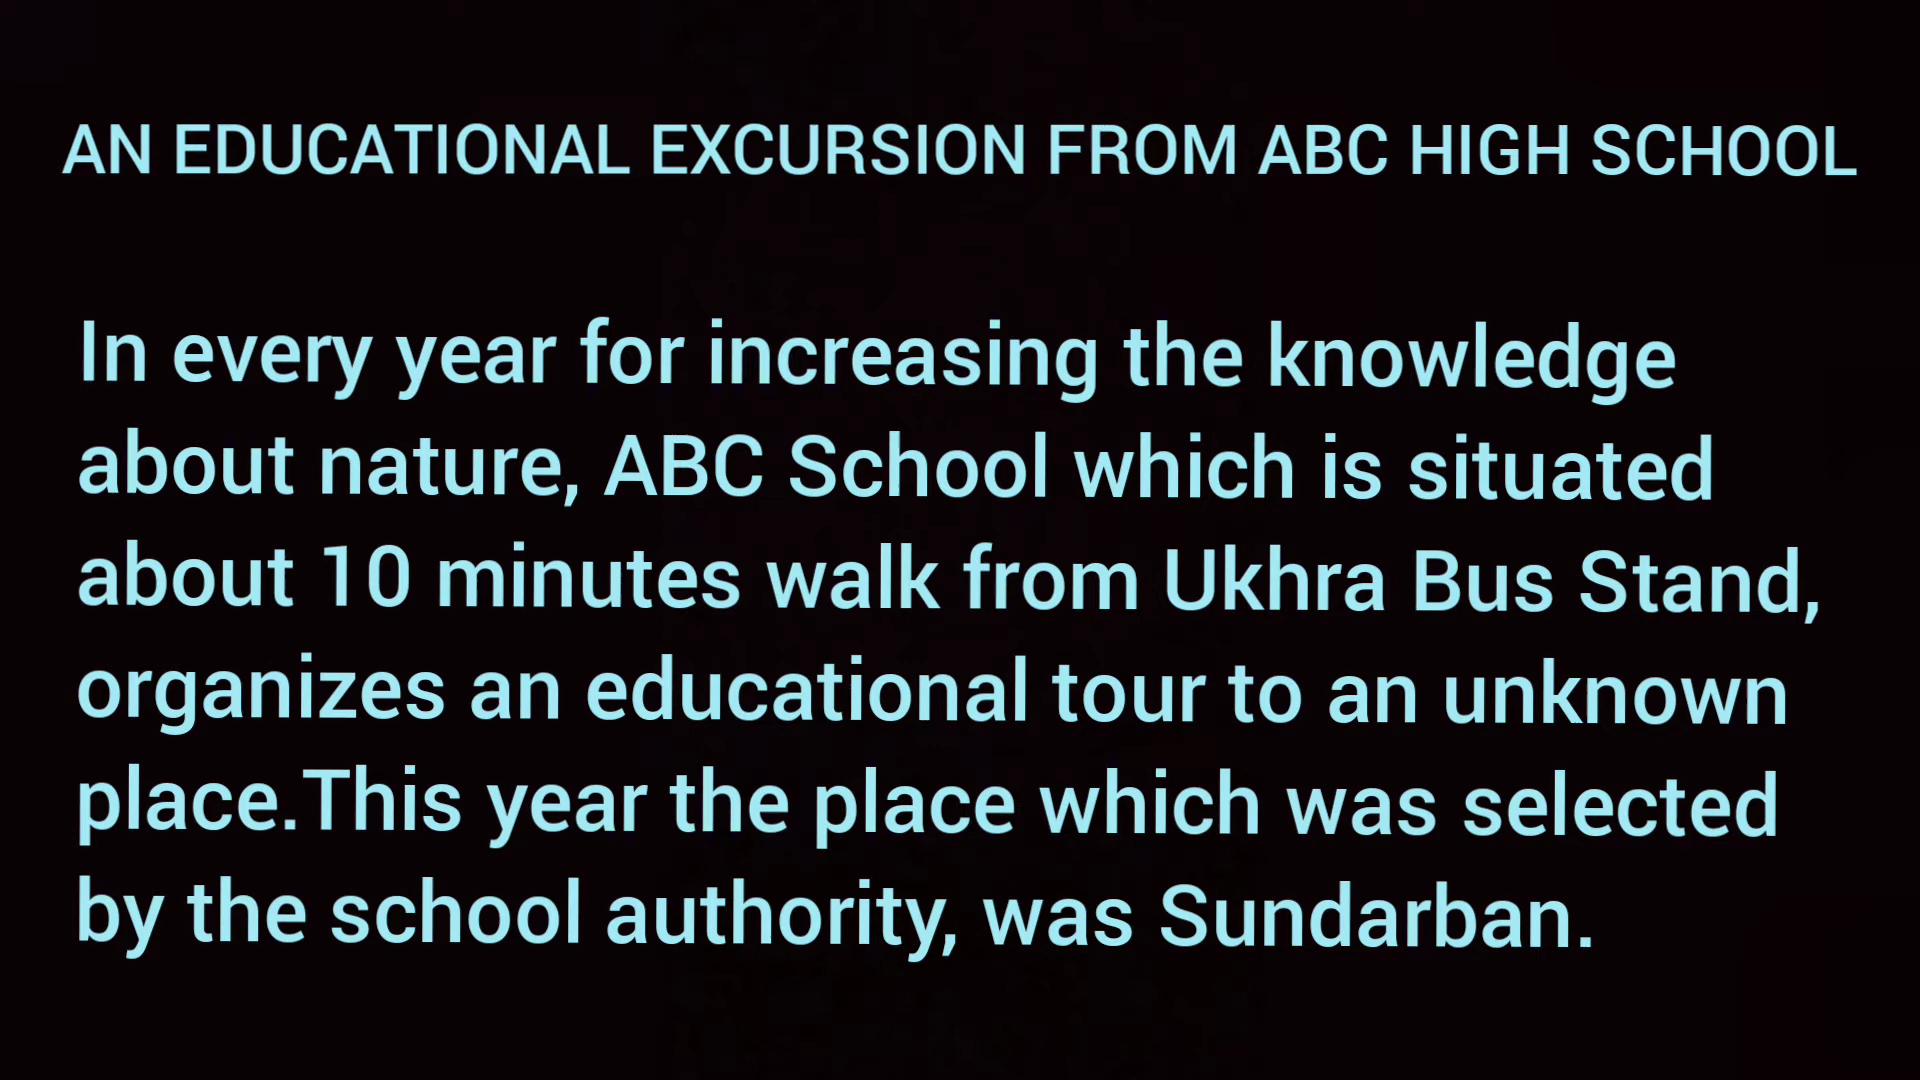 AN EDUCATIONAL EXCURSION FROM ABC HIGH SCHOOL
In every year for increasing the knowledge
about nature, ABC School which is situated
about 10 minutes walk from Ukhra Bus Stand,
organizes an educational tour to an unknown
place.This year the place which was selected
by the school authority, was Sundarban.